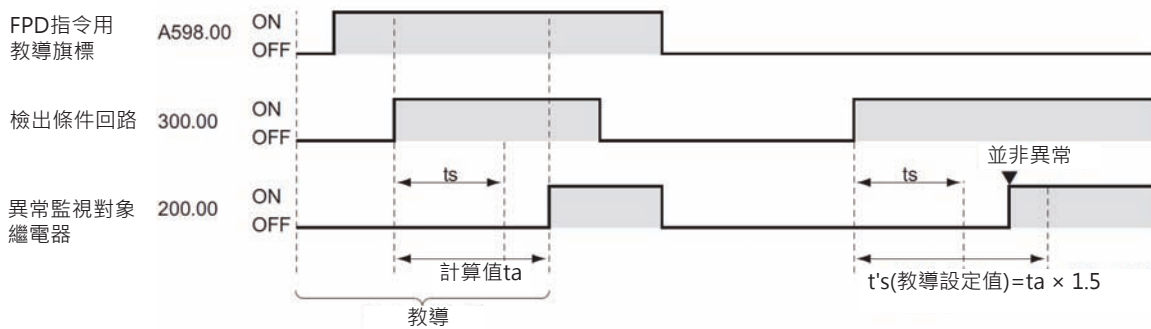 FPD指令用
教導旗標
A598.00
ON
OFF
檢出條件回路
300.00
ON
OFF
並非異常
ts
ts
異常監視對象
繼電器
200.00
ON
OFF
計算值ta
t's(教導設定值)=ta × 1.5
教導